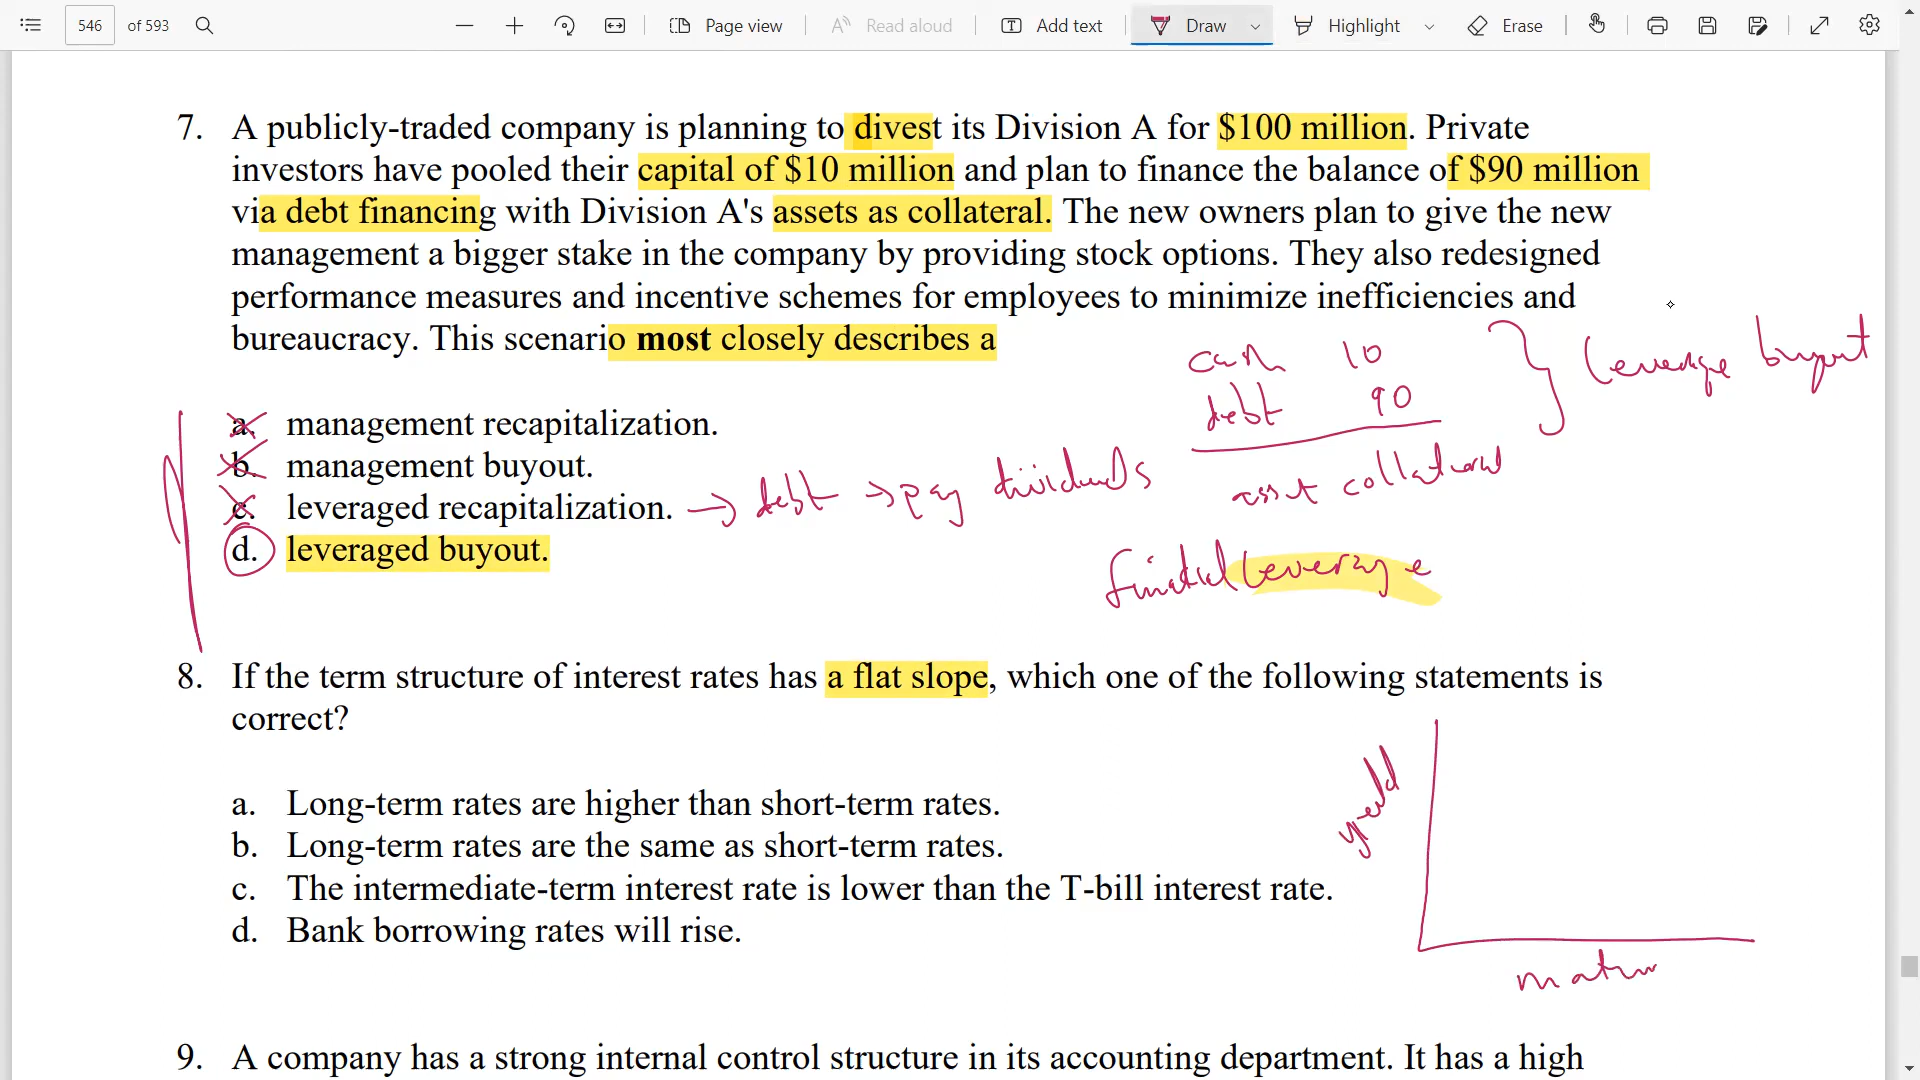 546 of 593 Page view Read aloud Add text Draw Highlight Erase
7. A publicly-traded company is planning to divest its Division A for $100 million. Private
investors have pooled their capital of $10 million and plan to finance the balance of $90 million
via debt financing with Division A's assets as collateral. The new owners plan to give the new
management a bigger stake in the company by providing stock options. They also redesigned
performance measures and incentive schemes for employees to minimize inefficiencies and
bureaucracy. This scenario most closely describes a
cash 10
debt 90
leverage buyout
a. management recapitalization.
b. management buyout.
c. leveraged recapitalization. → debt → pay dividends
asset collateral
d. leveraged buyout.
leverage
8. If the term structure of interest rates has a flat slope, which one of the following statements is
correct?
yield
a. Long-term rates are higher than short-term rates.
b. Long-term rates are the same as short-term rates.
c. The intermediate-term interest rate is lower than the T-bill interest rate.
d. Bank borrowing rates will rise.
9. A company has a strong internal control structure in its accounting department. It has a high